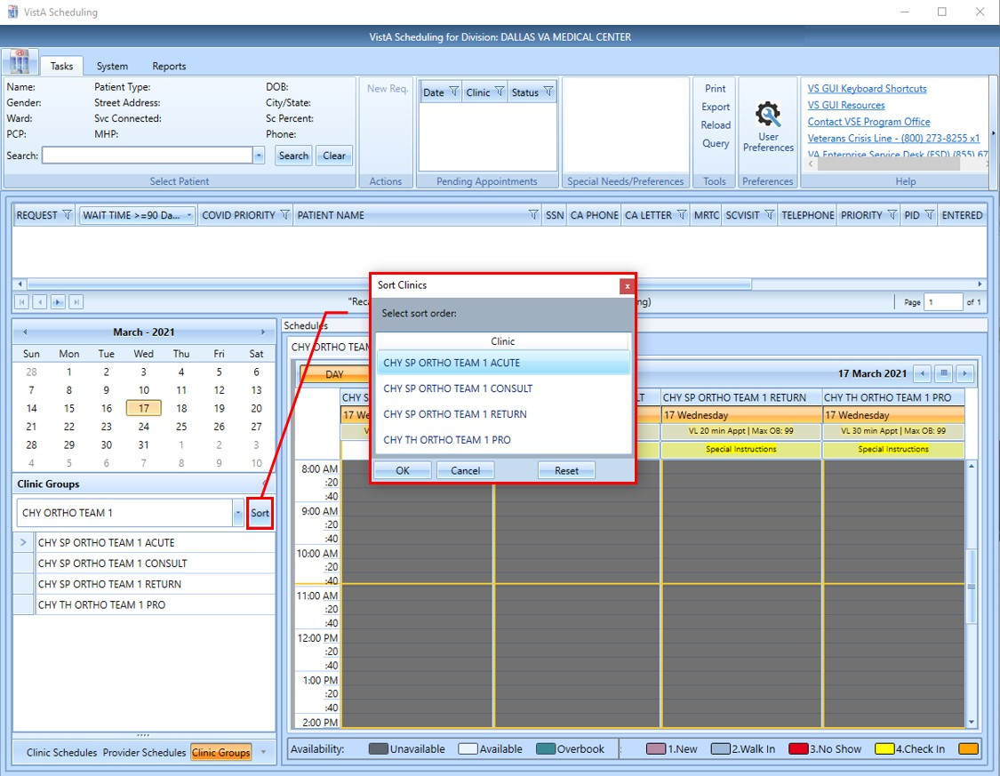 VistA Scheduling
VistA Scheduling for Division: DALLAS VA MEDICAL CENTER
Tasks System Reports
Name: Patient Type: DOB:
Gender: Street Address: City/State:
Ward: Svc Connected: Sc Percent:
PCP: MHP: Phone:
Search: Search Clear
Select Patient
New Req.
Actions
Date Clinic Status
Pending Appointments
Special Needs/Preferences
Print
Export
Reload
Query
Tools
User
Preferences
Preferences
VS GUI Keyboard Shortcuts
VS GUI Resources
Contact VSE Program Office
Veterans Crisis Line - (800) 273-8255 x1
VA Enterprise Service Desk (ESD) (855) 67
Help
REQUEST WAIT TIME >=90 Da... COVID PRIORITY PATIENT NAME SSN CA PHONE CA LETTER MRTC SCVISIT TELEPHONE PRIORITY PID ENTERED
"Reca
ng)
Page 1 of 1
March - 2021
Sun Mon Tue Wed Thu Fri Sat
28 1 2 3 4 5 6
7 8 9 10 11 12 13
14 15 16 17 18 19 20
21 22 23 24 25 26 27
28 29 30 31 1 2 3
4 5 6 7 8 9 10
Clinic Groups
CHY ORTHO TEAM 1 Sort
CHY SP ORTHO TEAM 1 ACUTE
CHY SP ORTHO TEAM 1 CONSULT
CHY SP ORTHO TEAM 1 RETURN
CHY TH ORTHO TEAM 1 PRO
Clinic Schedules Provider Schedules Clinic Groups
Sort Clinics
x
Select sort order:
Clinic
CHY SP ORTHO TEAM 1 ACUTE
CHY SP ORTHO TEAM 1 CONSULT
CHY SP ORTHO TEAM 1 RETURN
CHY TH ORTHO TEAM 1 PRO
OK Cancel Reset
Schedules
CHY ORTHO TEAM
DAY 17 March 2021
CHY S LT CHY SP ORTHO TEAM 1 RETURN CHY TH ORTHO TEAM 1 PRO
17 We 17 Wednesday 17 Wednesday
V VL 20 min Appt | Max OB: 99 VL 30 min Appt | Max OB: 99
Special Instructions Special Instructions
8:00 AM
:20
:40
9:00 AM
:20
:40
10:00 AM
:20
:40
11:00 AM
:20
:40
12:00 PM
:20
:40
1:00 PM
:20
:40
2:00 PM
Availability: Unavailable Available Overbook : 1.New 2.Walk In 3.No Show 4.Check In